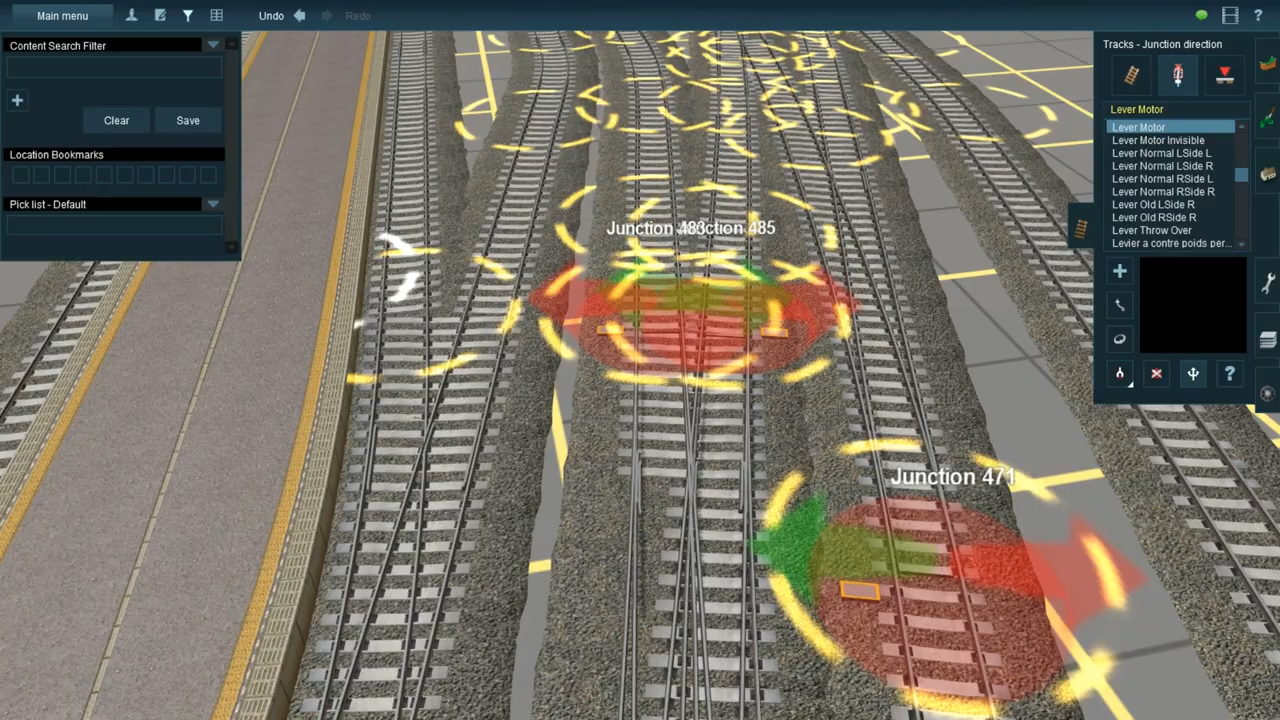 Main menu
Undo
Redo
?
Content Search Filter
Clear
Save
Location Bookmarks
Pick list - Default
Tracks - Junction direction
Lever Motor
Lever Motor
Lever Motor Invisible
Lever Normal LSide L
Lever Normal LSide R
Lever Normal RSide L
Lever Normal RSide R
Lever Old LSide R
Lever Old RSide R
Lever Throw Over
Levier a contre poids per...
?
Junction 483
Junction 485
Junction 471